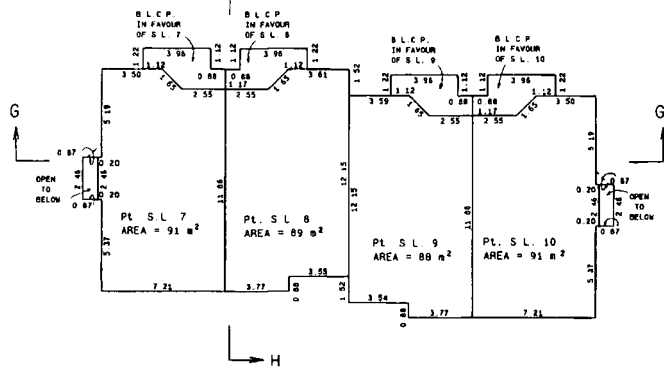 B L.C P.
IN FAVOUR
OF S L. 7
B L.C P.
IN FAVOUR
OF S L. 8
B L.C P.
IN FAVOUR
OF S L. 9
B L.C P
IN FAVOUR
OF S L. 10
1.22
3 96
1.12
1.12
3 96
1.22
3 50
1.12
0 88
0 88
1.12
3 61
1 52
1.65
2 55
1.17
2 55
1.65
1.22
3 96
1.12
1.12
3 96
1.22
3 59
1.12
0 88
0 88
1.12
3 50
1.65
2 55
1.17
2 55
1.65
G
G
5 19
5 19
0 87
0 20
2 46
2 46
0 20
0 87
OPEN
TO
BELOW
0 87
0 20
2 46
2 46
0.20
0 87
OPEN
TO
BELOW
11 86
12 15
12 15
11 88
Pt S.L. 7
AREA = 91 m²
Pt. S L. 8
AREA = 89 m²
Pt. S L. 9
AREA = 88 m²
Pt. S L. 10
AREA = 91 m²
5.37
5.37
7.21
3.77
0 88
3.55
1 52
3 54
0 88
3.77
7 21
H